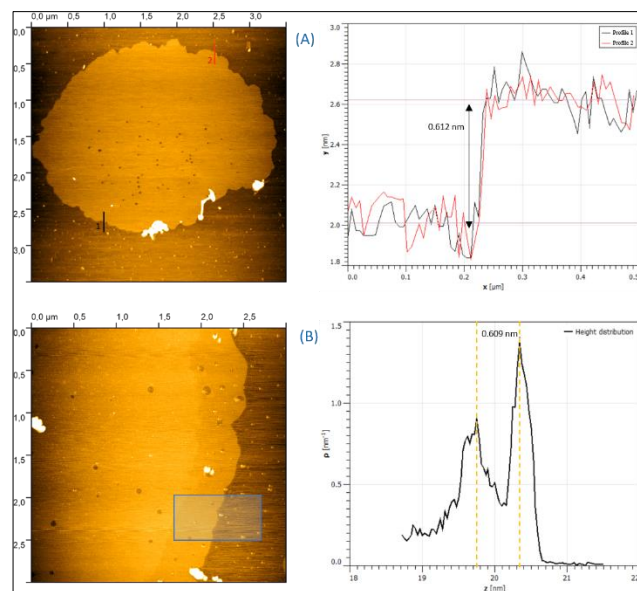 0,0 µm 1,0 1,5 2,0 2,5 3,0
(A)
0,0
0,5
1,0
1,5
2,0
2,5
3,0
2
1
Profile 1
Profile 2
3.0
2.8
2.6
2.4
2.2
2.0
1.8
y [nm]
0.612 nm
0.0 0.1 0.2 0.3 0.4 0.5
x [µm]
0,0 µm 1,0 1,5 2,0
(B)
0,0
0,5
1,0
1,5
2,0
2,5
0.609 nm
Height distribution
1.5
1.0
0.5
0.0
ρ [nm⁻¹]
18 19 20 21 22
z [nm]